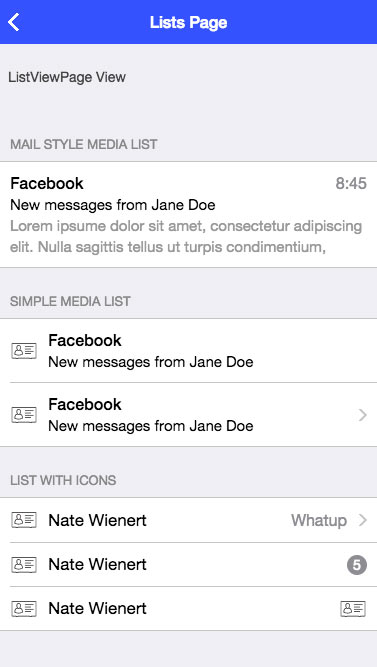 Lists Page
ListViewPage View
MAIL STYLE MEDIA LIST
Facebook 8:45
New messages from Jane Doe
Lorem ipsume dolor sit amet, consectetur adipiscing
elit. Nulla sagittis tellus ut turpis condimentium,
SIMPLE MEDIA LIST
Facebook
New messages from Jane Doe
Facebook
New messages from Jane Doe
LIST WITH ICONS
Nate Wienert Whatup
Nate Wienert 5
Nate Wienert